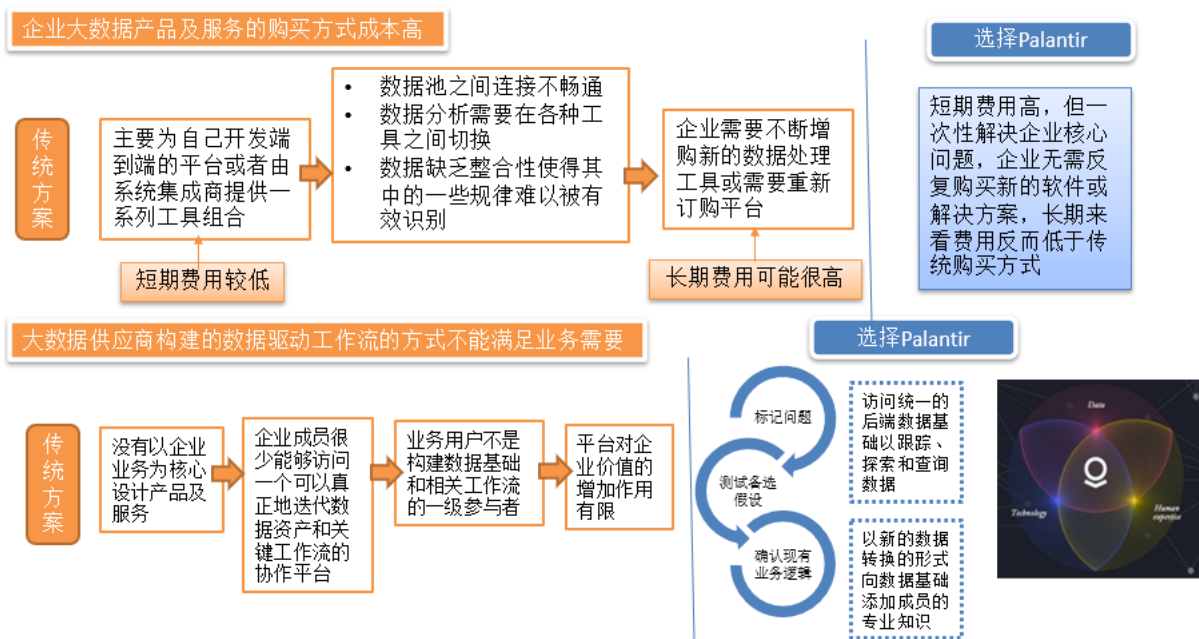 企业大数据产品及服务的购买方式成本高
选择Palantir
传统方案
主要为自己开发端
到端的平台或者由
系统集成商提供一
系列工具组合
• 数据池之间连接不畅通
• 数据分析需要在各种工
具之间切换
• 数据缺乏整合性使得其
中的一些规律难以被有
效识别
企业需要不断增
购新的数据处理
工具或需要重新
订购平台
短期费用较低
长期费用可能很高
短期费用高，但一
次性解决企业核心
问题，企业无需反
复购买新的软件或
解决方案，长期来
看费用反而低于传
统购买方式
大数据供应商构建的数据驱动工作流的方式不能满足业务需要
选择Palantir
传统方案
没有以企业
业务为核心
设计产品及
服务
企业成员很
少能够访问
一个可以真
正地迭代数
据资产和关
键工作流的
协作平台
业务用户不是
构建数据基础
和相关工作流
的一级参与者
平台对企
业价值的
增加作用
有限
标记问题
测试备选
假设
确认现有
业务逻辑
访问统一的
后端数据基
础以跟踪、
探索和查询
数据
以新的数据
转换的形式
向数据基础
添加成员的
专业知识
Data
Technology
Human
expertise